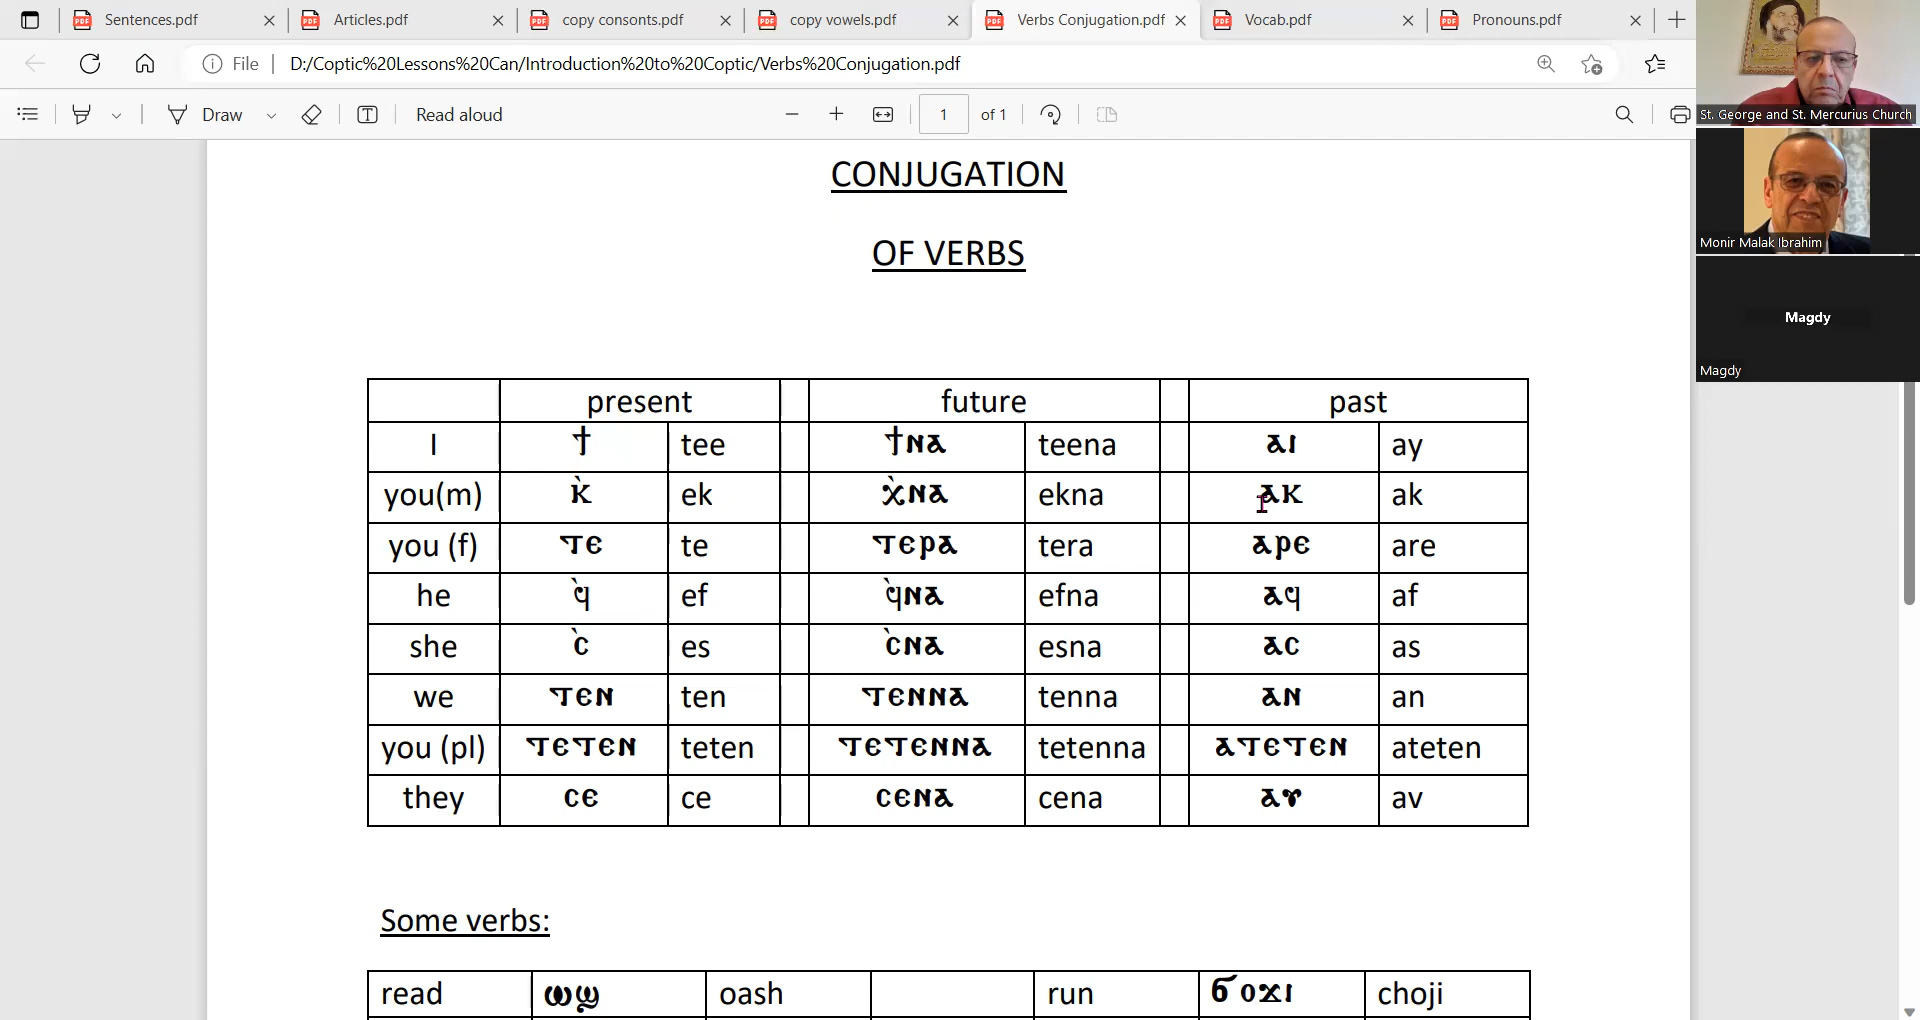 Sentences.pdf Articles.pdf copy consonts.pdf copy vowels.pdf Verbs Conjugation.pdf Vocab.pdf Pronouns.pdf
File D:/Coptic%20Lessons%20Can/Introduction%20to%20Coptic/Verbs%20Conjugation.pdf
Draw Read aloud 1 of 1
St. George and St. Mercurius Church
Monir Malak Ibrahim
Magdy
Magdy
CONJUGATION
OF VERBS
present future past
I ϯ tee ϯⲛⲁ teena ⲁⲓ ay
you(m) ⲕ̀ ek ⲭ̀ⲛⲁ ekna ⲁⲕ ak
you (f) ⲧⲉ te ⲧⲉⲣⲁ tera ⲁⲣⲉ are
he ϥ̀ ef ϥ̀ⲛⲁ efna ⲁϥ af
she ⲥ̀ es ⲥ̀ⲛⲁ esna ⲁⲥ as
we ⲧⲉⲛ ten ⲧⲉⲛⲛⲁ tenna ⲁⲛ an
you (pl) ⲧⲉⲧⲉⲛ teten ⲧⲉⲧⲉⲛⲛⲁ tetenna ⲁⲧⲉⲧⲉⲛ ateten
they ⲥⲉ ce ⲥⲉⲛⲁ cena ⲁⲩ av
Some verbs:
read ⲱϣ oash run ϭⲟϫⲓ choji